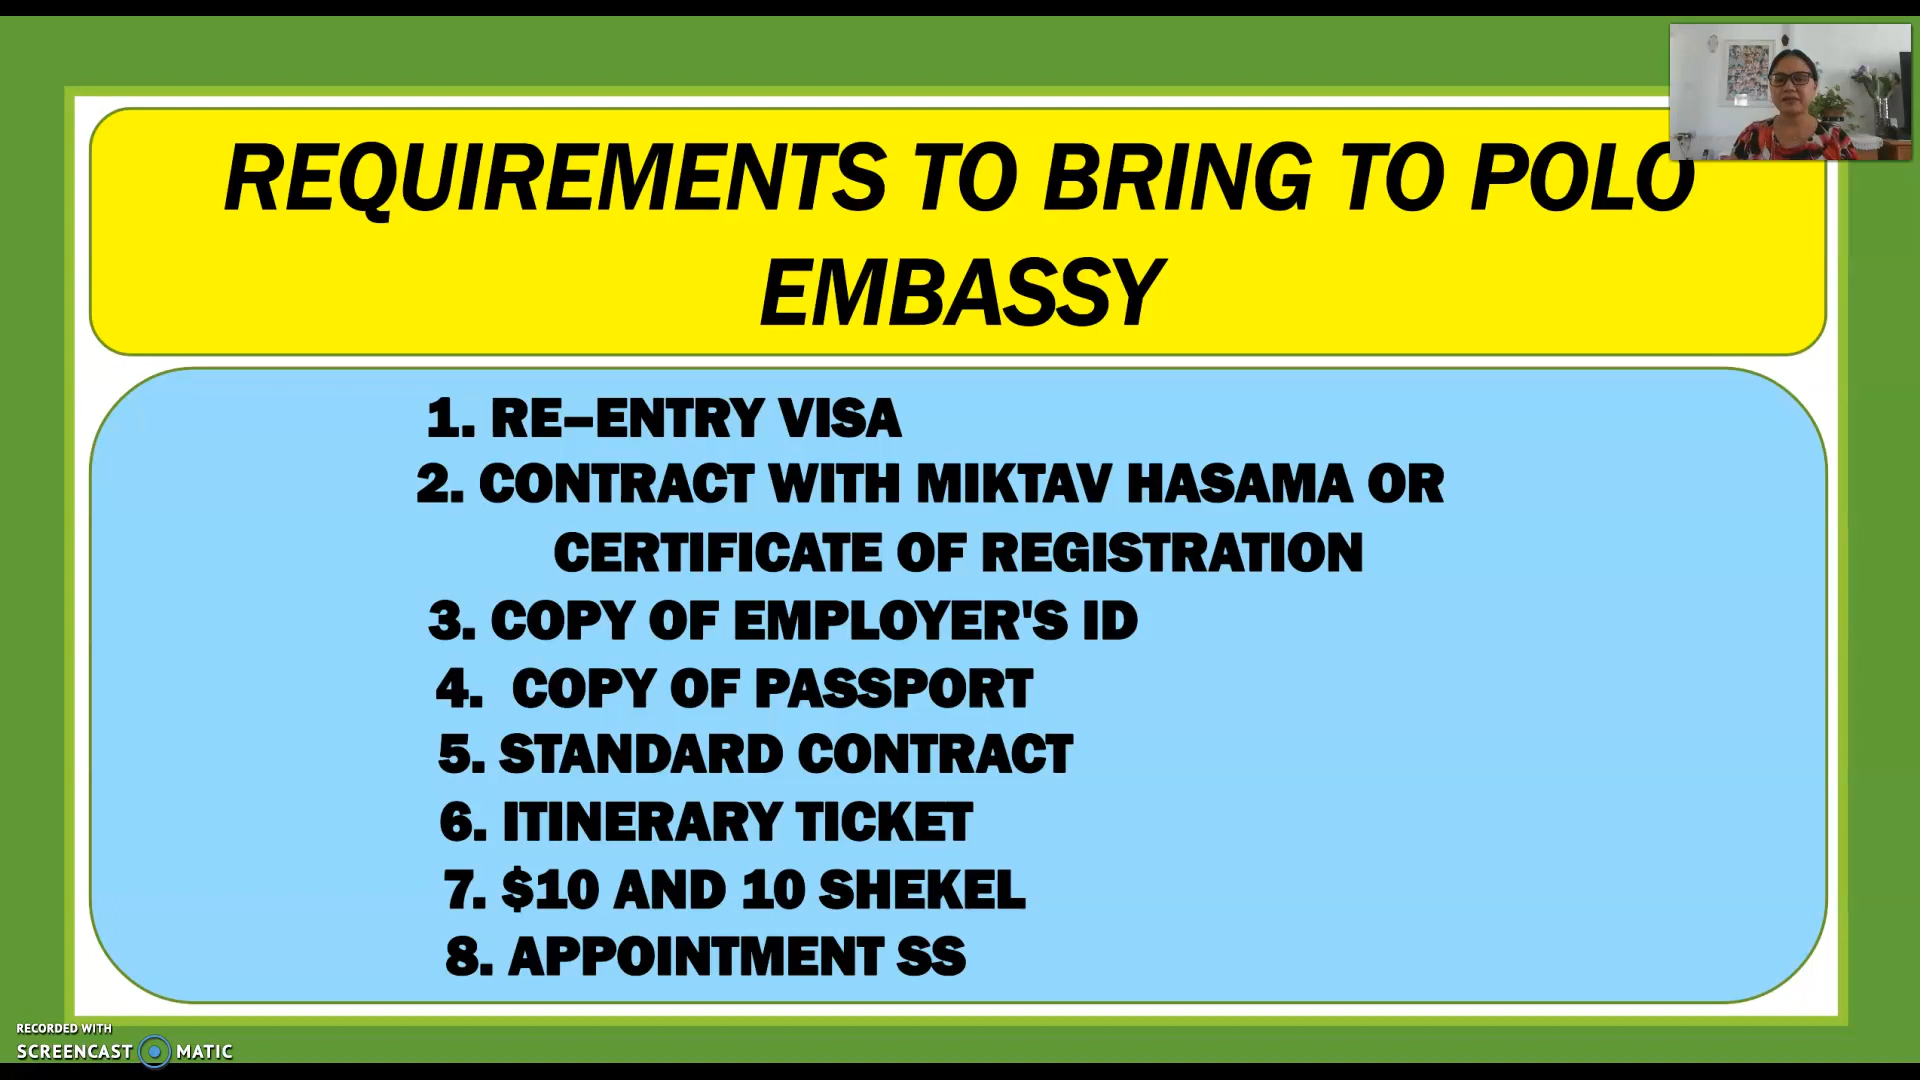 REQUIREMENTS TO BRING TO POLO
EMBASSY
1. RE–ENTRY VISA
2. CONTRACT WITH MIKTAV HASAMA OR
CERTIFICATE OF REGISTRATION
3. COPY OF EMPLOYER'S ID
4. COPY OF PASSPORT
5. STANDARD CONTRACT
6. ITINERARY TICKET
7. $10 AND 10 SHEKEL
8. APPOINTMENT SS
RECORDED WITH
SCREENCAST MATIC